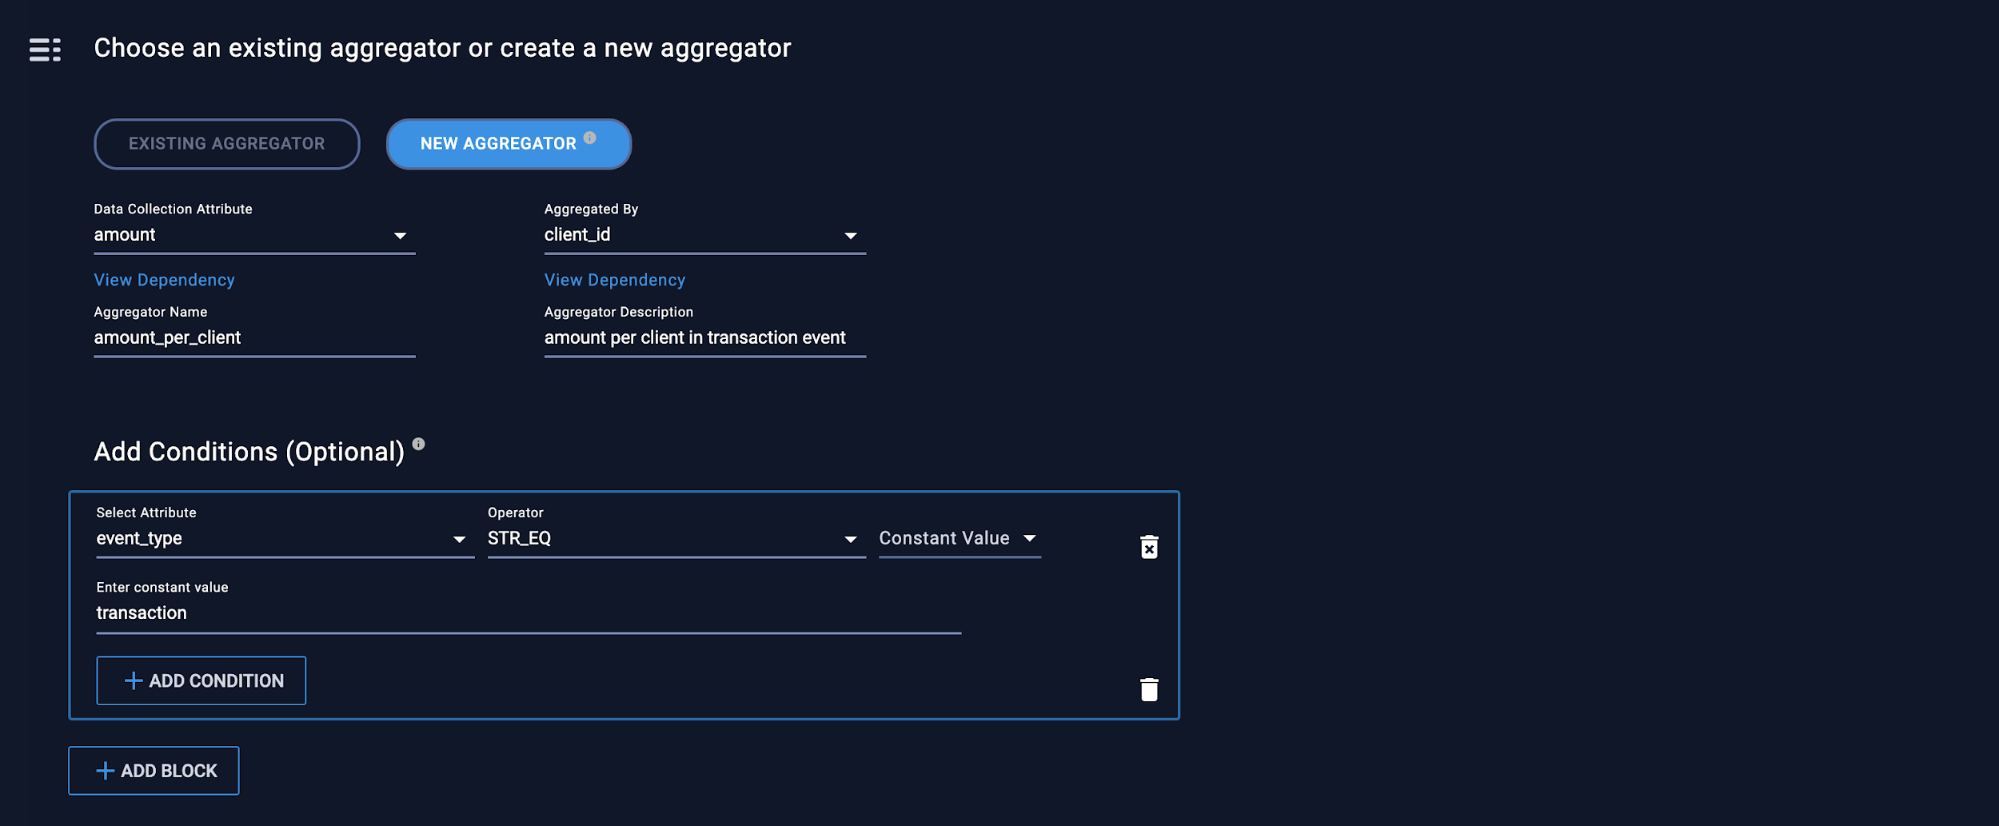 Choose an existing aggregator or create a new aggregator
EXISTING AGGREGATOR
NEW AGGREGATOR
Data Collection Attribute
Aggregated By
amount
client_id
View Dependency
View Dependency
Aggregator Name
Aggregator Description
amount_per_client
amount per client in transaction event
Add Conditions (Optional)
Select Attribute
Operator
event_type
STR_EQ
Constant Value
Enter constant value
transaction
+ ADD CONDITION
+ ADD BLOCK